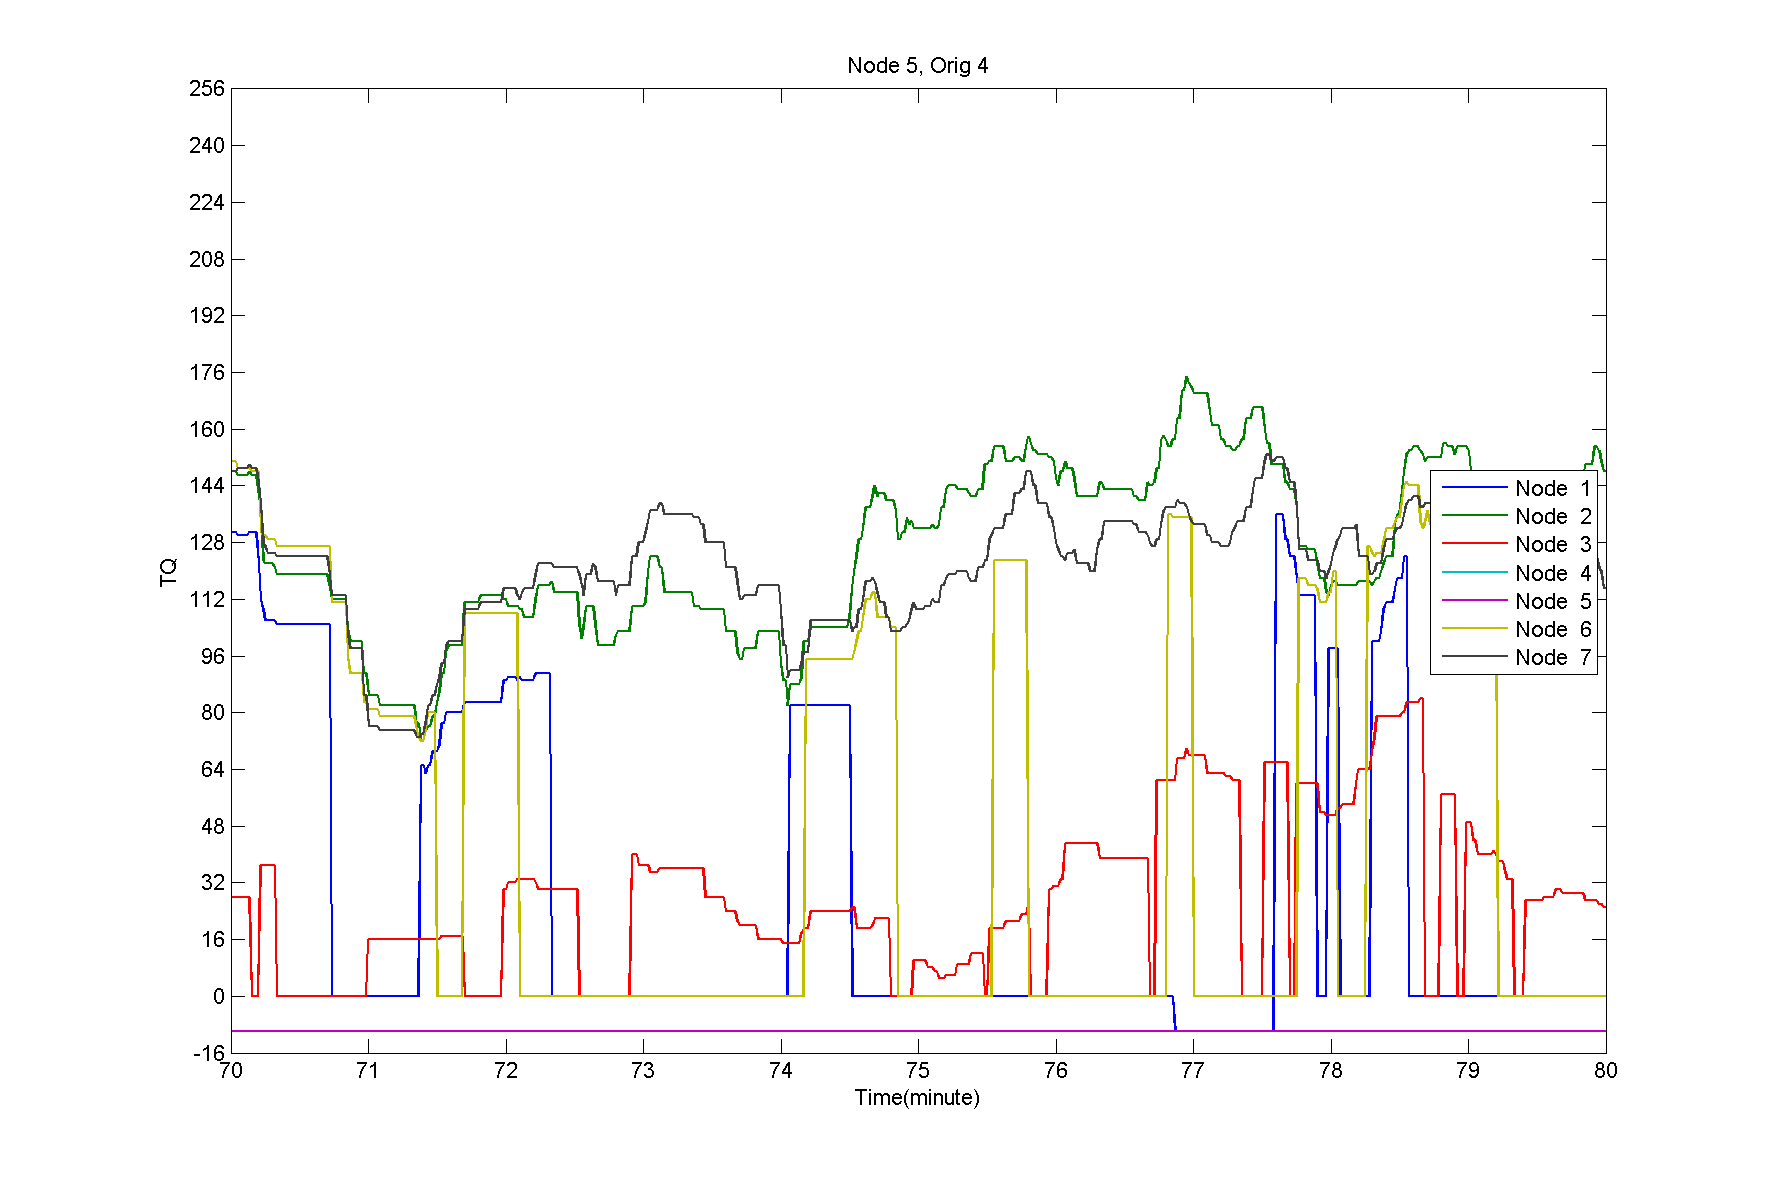 Node 5, Orig 4
256
240
224
208
192
176
160
144
128
112
96
80
64
48
32
16
0
-16
TQ
Node 1
Node 2
Node 3
Node 4
Node 5
Node 6
Node 7
70 71 72 73 74 75 76 77 78 79 80
Time(minute)